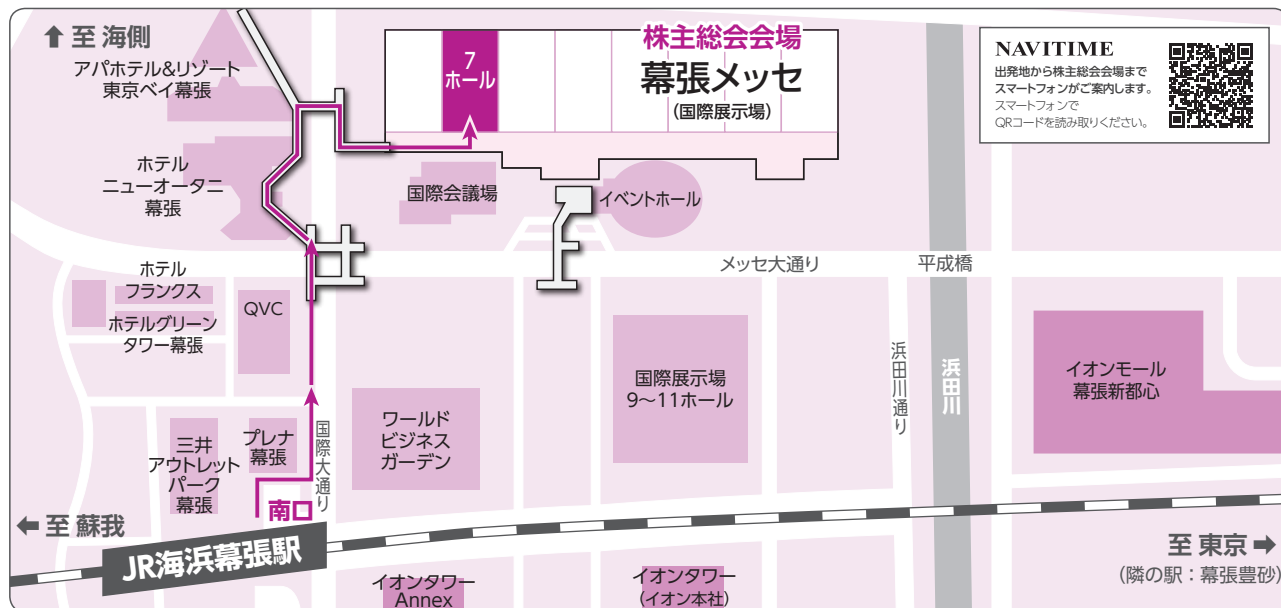 至 海側
アパホテル&リゾート
東京ベイ幕張
7
ホール
株主総会会場
幕張メッセ
(国際展示場)
NAVITIME
出発地から株主総会会場まで
スマートフォンがご案内します。
スマートフォンで
QRコードを読み取りください。
ホテル
ニューオータニ
幕張
国際会議場
イベントホール
メッセ大通り
平成橋
ホテル
フランクス
ホテルグリーン
タワー幕張
QVC
国際展示場
9〜11ホール
浜田川通り
浜田川
イオンモール
幕張新都心
三井
アウトレット
パーク
幕張
プレナ
幕張
国際大通り
ワールド
ビジネス
ガーデン
南口
至 蘇我
JR海浜幕張駅
至 東京
(隣の駅：幕張豊砂)
イオンタワー
Annex
イオンタワー
(イオン本社)